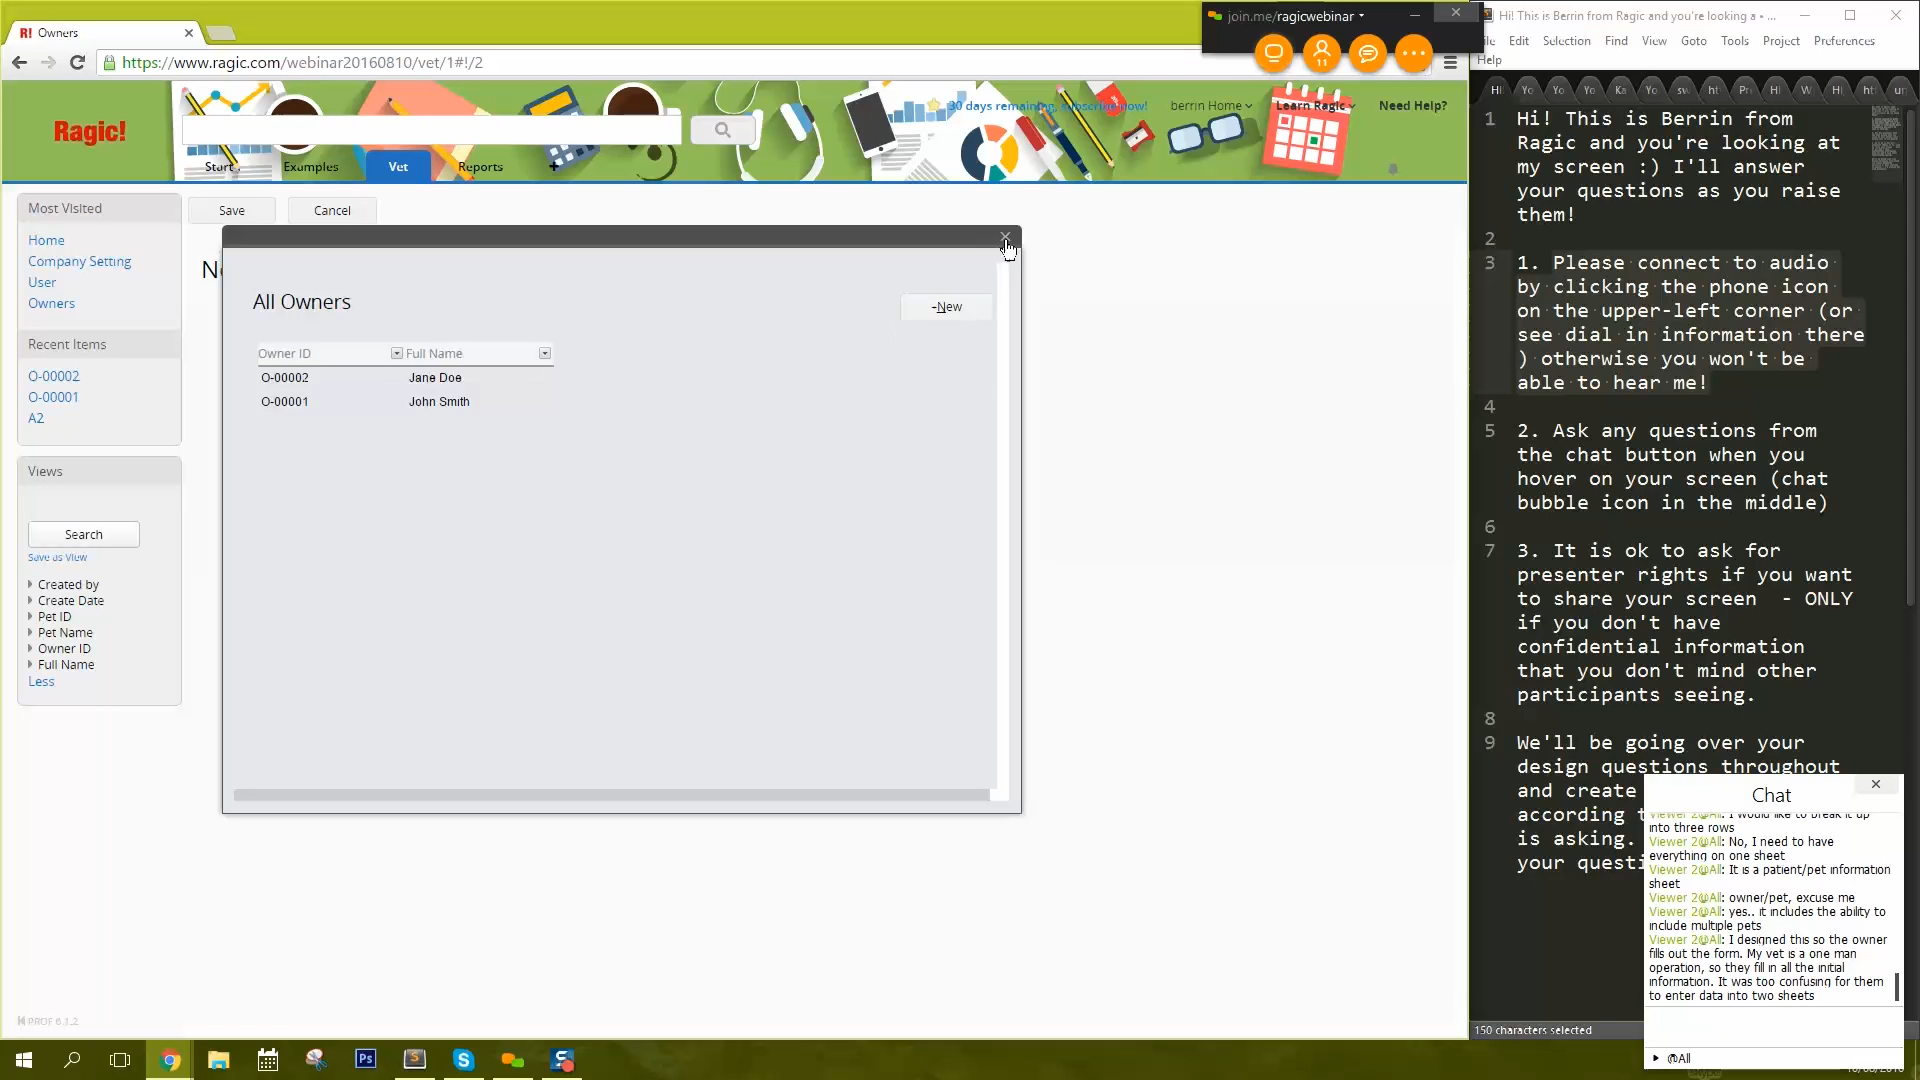 R! Owners
https://www.ragic.com/webinar20160810/vet/1#!/2
join.me/ragicwebinar
11
Ragic!
30 days remaining, subscribe now!
berrin Home
Learn Ragic
Need Help?
Start
Examples
Vet
Reports
+
Most Visited
Home
Company Setting
User
Owners
Recent Items
O-00002
O-00001
A2
Views
Search
Save as View
Created by
Create Date
Pet ID
Pet Name
Owner ID
Full Name
Less
PROF 6.1.2
Save
Cancel
All Owners
-New
Owner ID
Full Name
O-00002
Jane Doe
O-00001
John Smith
Hi! This is Berrin from Ragic and you're looking a • ...
Edit
Selection
Find
View
Goto
Tools
Project
Preferences
Help
1
Hi! This is Berrin from
Ragic and you're looking at
my screen :) I'll answer
your questions as you raise
them!
2
3
1. Please connect to audio
by clicking the phone icon
on the upper-left corner (or
see dial in information there
) otherwise you won't be
able to hear me!
4
5
2. Ask any questions from
the chat button when you
hover on your screen (chat
bubble icon in the middle)
6
7
3. It is ok to ask for
presenter rights if you want
to share your screen - ONLY
if you don't have
confidential information
that you don't mind other
participants seeing.
8
9
We'll be going over your
design questions throughout
and create
according
is asking.
your
150 characters selected
Chat
Viewer 2@All: I would like to break it up
into three rows
Viewer 2@All: No, I need to have
everything on one sheet
Viewer 2@All: It is a patient/pet information
sheet
Viewer 2@All: owner/pet, excuse me
Viewer 2@All: yes.. it includes the ability to
include multiple pets
Viewer 2@All: I designed this so the owner
fills out the form. My vet is a one man
operation, so they fill in all the initial
information. It was too confusing for them
to enter data into two sheets
@All
Ps